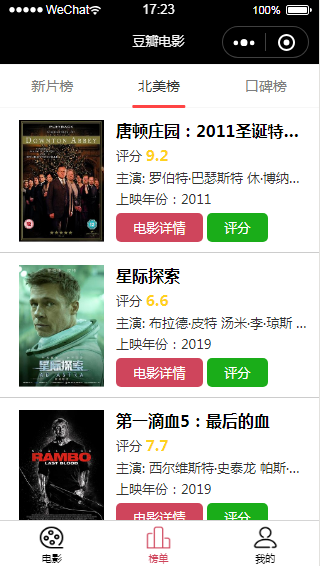 WeChat 17:23 100%
豆瓣电影
新片榜 北美榜 口碑榜
DOWNTON ABBEY
唐顿庄园：2011圣诞特...
评分 9.2
主演: 罗伯特·巴瑟斯特 休·博纳...
上映年份：2011
电影详情 评分
星际探索
AD ASTRA
星际探索
评分 6.6
主演: 布拉德·皮特 汤米·李·琼斯 ...
上映年份：2019
电影详情 评分
RAMBO
LAST BLOOD
第一滴血5：最后的血
评分 7.7
主演: 西尔维斯特·史泰龙 帕斯·...
上映年份：2019
电影详情 评分
电影 榜单 我的